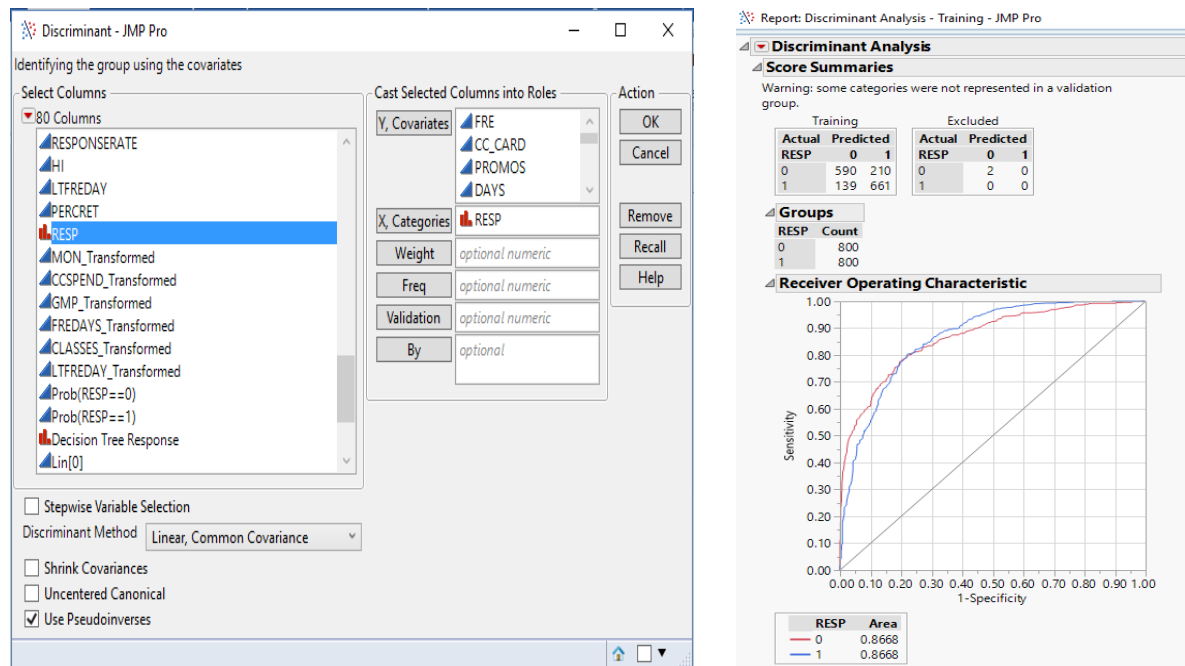 Discriminant - JMP Pro
Identifying the group using the covariates
Select Columns
80 Columns
RESPONSERATE
HI
LTFREDAY
PERCRET
RESP
MON_Transformed
CCSPEND_Transformed
GMP_Transformed
FREDAYS_Transformed
CLASSES_Transformed
LTFREDAY_Transformed
Prob(RESP==0)
Prob(RESP==1)
Decision Tree Response
Lin[0]
Cast Selected Columns into Roles
Y, Covariates
FRE
CC_CARD
PROMOS
DAYS
X, Categories RESP
Weight optional numeric
Freq optional numeric
Validation optional numeric
By optional
Action
OK
Cancel
Remove
Recall
Help
Stepwise Variable Selection
Discriminant Method Linear, Common Covariance
Shrink Covariances
Uncentered Canonical
Use Pseudoinverses
Report: Discriminant Analysis - Training - JMP Pro
Discriminant Analysis
Score Summaries
Warning: some categories were not represented in a validation
group.
Training
Actual Predicted
RESP 0 1
0 590 210
1 139 661
Excluded
Actual Predicted
RESP 0 1
0 2 0
1 0 0
Groups
RESP Count
0 800
1 800
Receiver Operating Characteristic
Sensitivity
1.00
0.90
0.80
0.70
0.60
0.50
0.40
0.30
0.20
0.10
0.00
0.00 0.10 0.20 0.30 0.40 0.50 0.60 0.70 0.80 0.90 1.00
1-Specificity
RESP Area
0 0.8668
1 0.8668